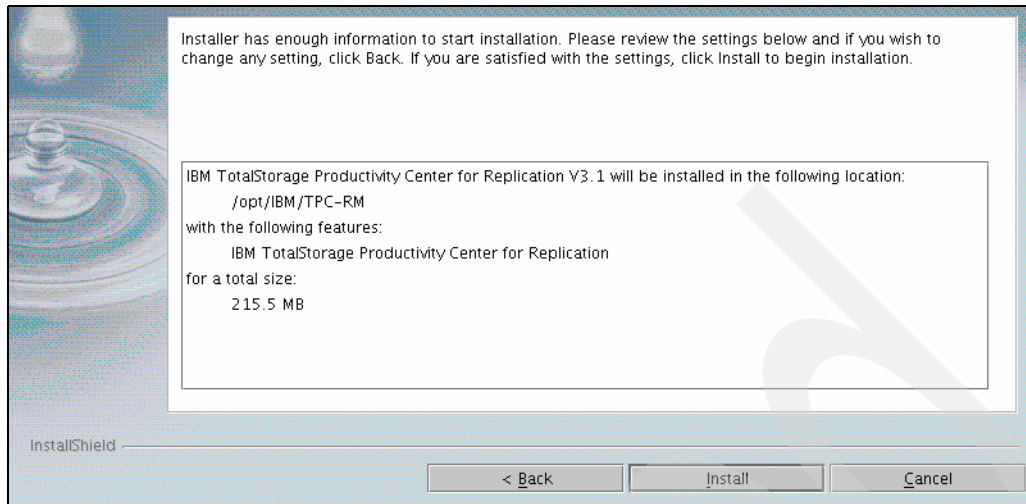 Installer has enough information to start installation. Please review the settings below and if you wish to
change any setting, click Back. If you are satisfied with the settings, click Install to begin installation.
IBM TotalStorage Productivity Center for Replication V3.1 will be installed in the following location:
/opt/IBM/TPC-RM
with the following features:
IBM TotalStorage Productivity Center for Replication
for a total size:
215.5 MB
InstallShield
< Back
Install
Cancel